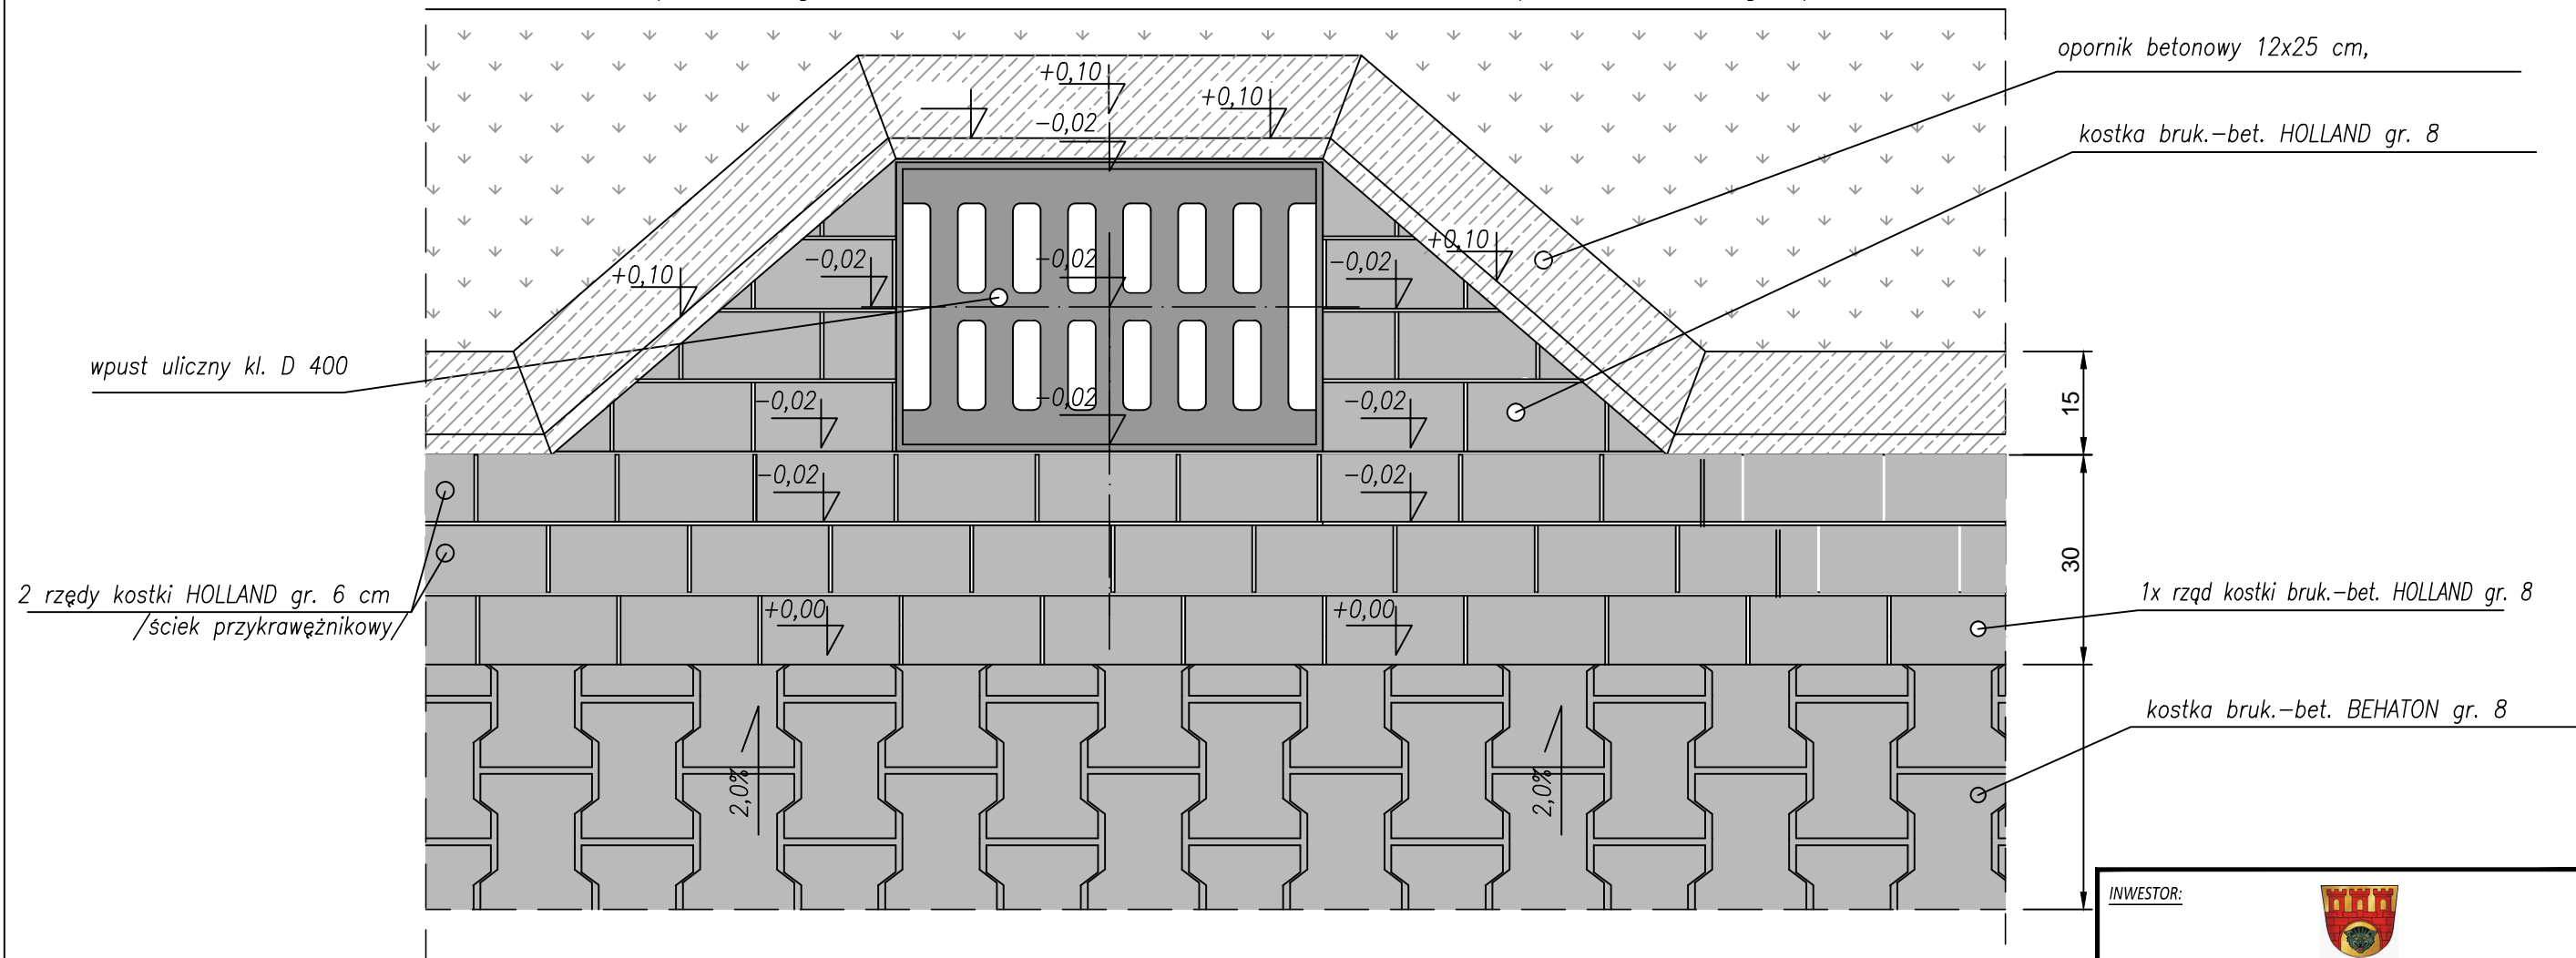 opornik betonowy 12x25 cm,
+0,10
+0,10
-0,02
kostka bruk.-bet. HOLLAND gr. 8
+0,10
-0,02
-0,02
-0,02
+0,10
wpust uliczny kl. D 400
-0,02
-0,02
-0,02
15
-0,02
-0,02
2 rzędy kostki HOLLAND gr. 6 cm
/ściek przykrawężnikowy/
30
+0,00
+0,00
1x rząd kostki bruk.-bet. HOLLAND gr. 8
kostka bruk.-bet. BEHATON gr. 8
2,0%
2,0%
INWESTOR: